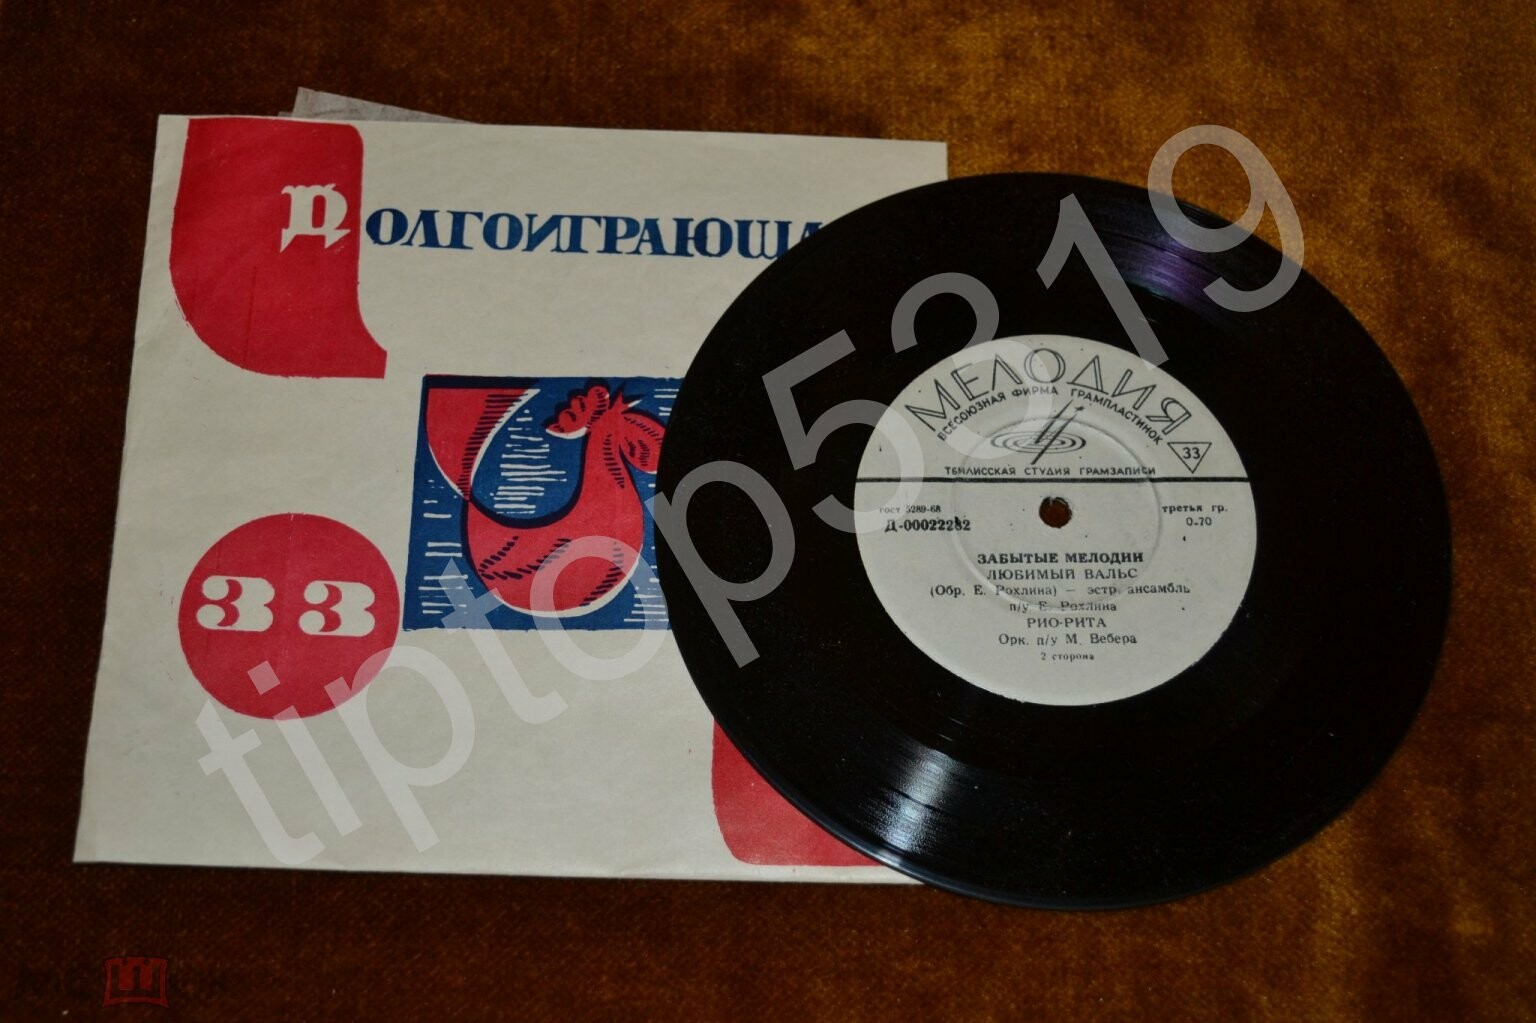 ДОЛГОИГРАЮЩА
33
МЕЛОДИЯ
ВСЕСОЮЗНАЯ ФИРМА ГРАМПЛАСТИНОК
33
ТБИЛИССКАЯ СТУДИЯ ГРАМЗАПИСИ
ГОСТ 5289-68
третья гр.
Д-00022282
0-70
ЗАБЫТЫЕ МЕЛОДИИ
ЛЮБИМЫЙ ВАЛЬС
(Обр. Е. Рохлина) — эстр. ансамбль
п/у Е. Рохлина
РИО-РИТА
Орк. п/у М. Вебера
2 сторона
tiptop5319